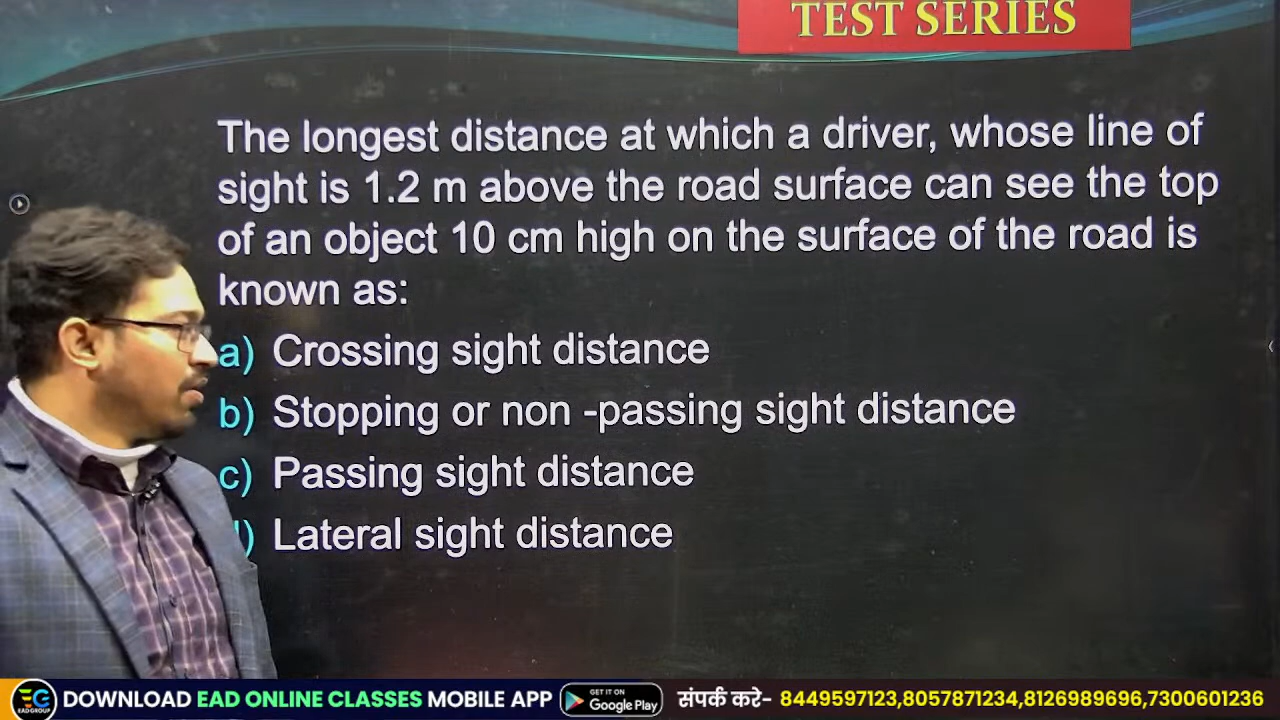 TEST SERIES
The longest distance at which a driver, whose line of
sight is 1.2 m above the road surface can see the top
of an object 10 cm high on the surface of the road is
known as:
a) Crossing sight distance
b) Stopping or non -passing sight distance
c) Passing sight distance
) Lateral sight distance
EG EAD GROUP DOWNLOAD EAD ONLINE CLASSES MOBILE APP GET IT ON Google Play संपर्क करे- 8449597123,8057871234,8126989696,7300601236